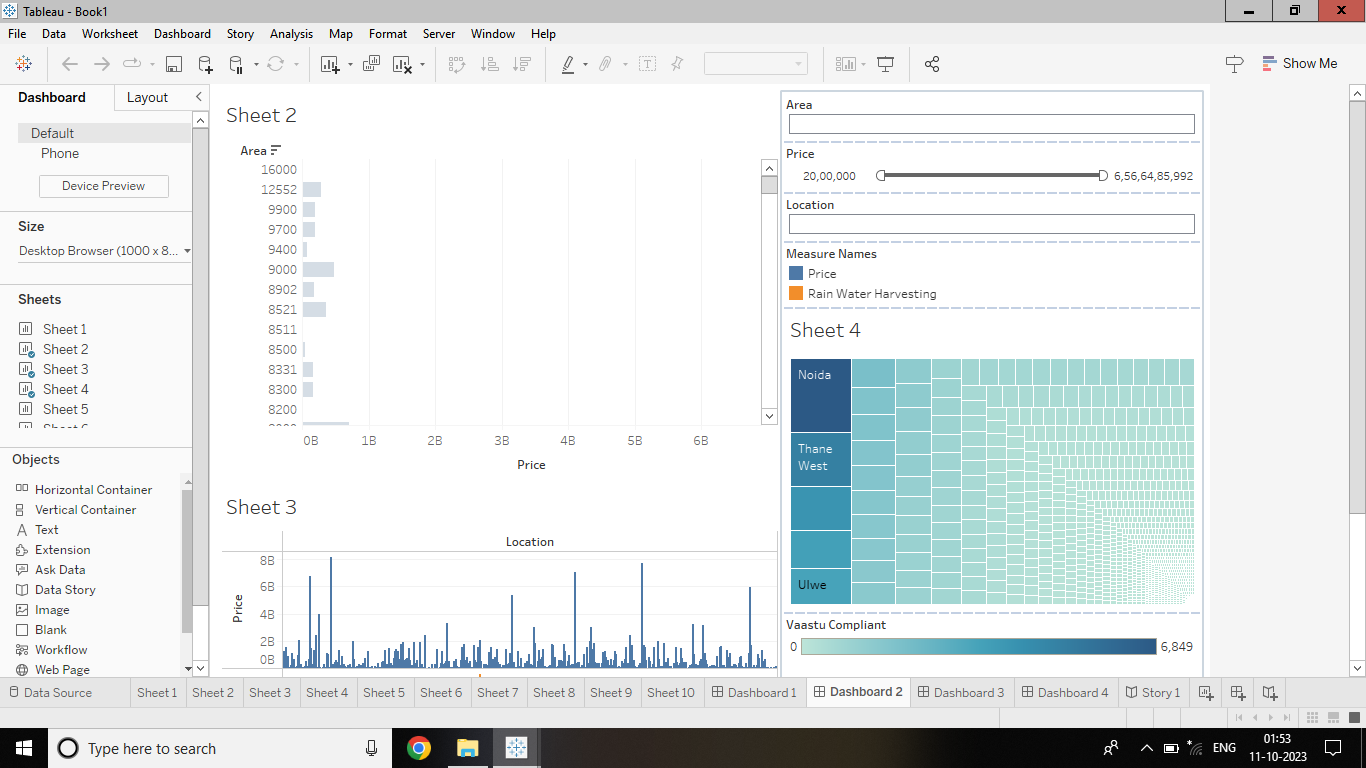 Tableau - Book1
File Data Worksheet Dashboard Story Analysis Map Format Server Window Help
Show Me
Dashboard Layout
Default
Phone
Device Preview
Size
Desktop Browser (1000 x 8...
Sheets
Sheet 1
Sheet 2
Sheet 3
Sheet 4
Sheet 5
Objects
Horizontal Container
Vertical Container
Text
Extension
Ask Data
Data Story
Image
Blank
Workflow
Web Page
Sheet 2
Area
16000
12552
9900
9700
9400
9000
8902
8521
8511
8500
8331
8300
8200
0B 1B 2B 3B 4B 5B 6B
Price
Sheet 3
Location
Price
8B
6B
4B
2B
0B
Area
Price
20,00,000 6,56,64,85,992
Location
Measure Names
Price
Rain Water Harvesting
Sheet 4
Noida
Thane
West
Ulwe
Vaastu Compliant
0 6,849
Data Source Sheet 1 Sheet 2 Sheet 3 Sheet 4 Sheet 5 Sheet 6 Sheet 7 Sheet 8 Sheet 9 Sheet 10 Dashboard 1 Dashboard 2 Dashboard 3 Dashboard 4 Story 1
Type here to search
ENG
01:53
11-10-2023